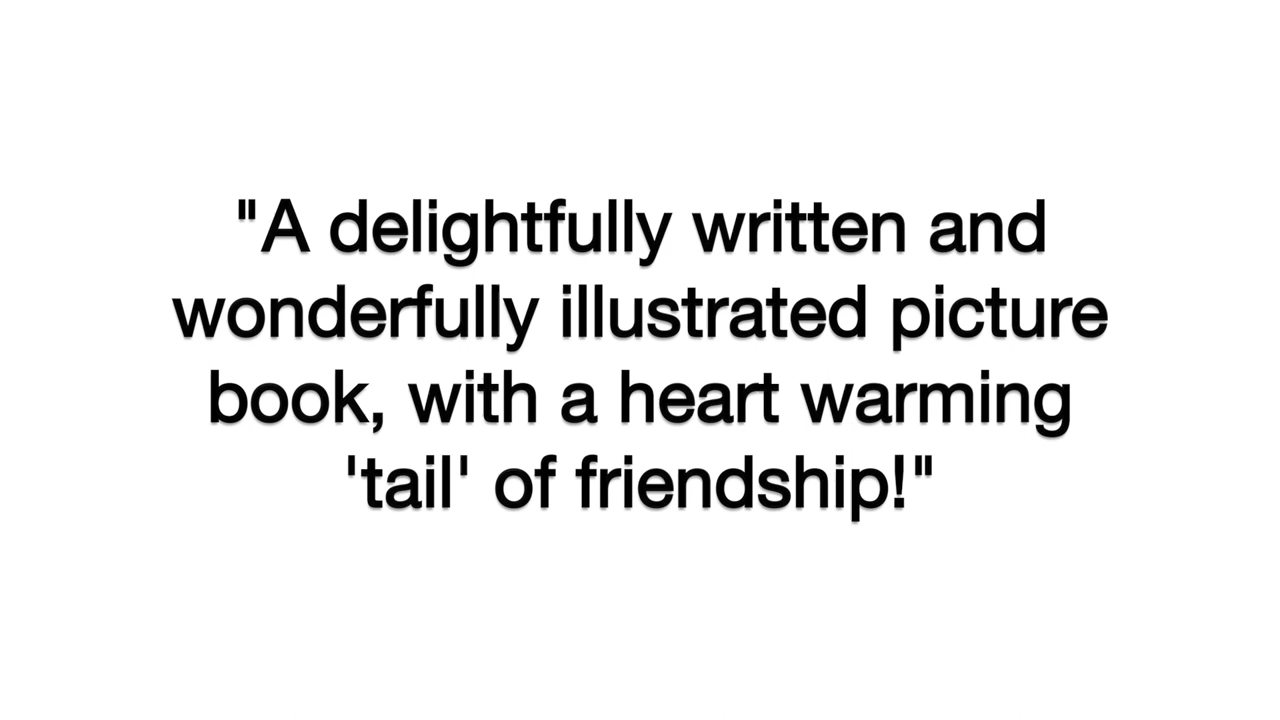 "A delightfully written and
wonderfully illustrated picture
book, with a heart warming
'tail' of friendship!"